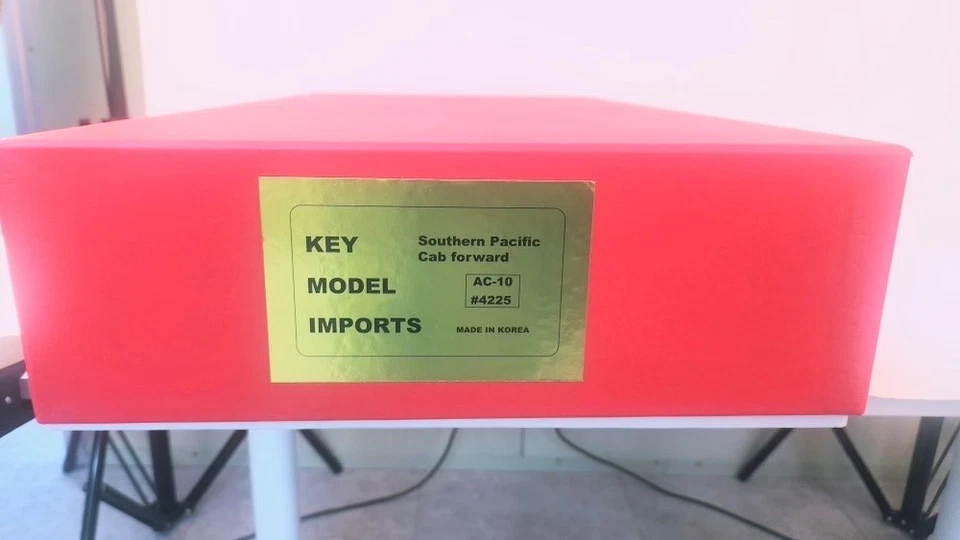 KEY
MODEL
IMPORTS
Southern Pacific
Cab forward
AC-10
#4225
MADE IN KOREA